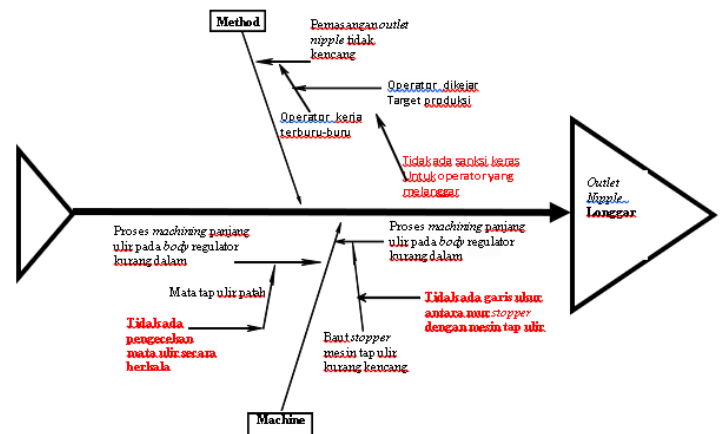 Method
Pemasangan outlet
nipple tidak
kencang
Operator dikejar
Target produksi
Operator kerja
terburu-buru
Tidak ada sanksi keras
Untuk operator yang
melanggar
Outlet
Nipple
Longgar
Proses machining panjang
ulir pada body regulator
kurang dalam
Proses machining panjang
ulir pada body regulator
kurang dalam
Mata tap ulir patah
Tidak ada
pengecekan
mata ulir secara
berkala
Tidak ada garis ukur
antara mur stopper
dengan mesin tap ulir.
Baut stopper
mesin tap ulir
kurang kencang
Machine